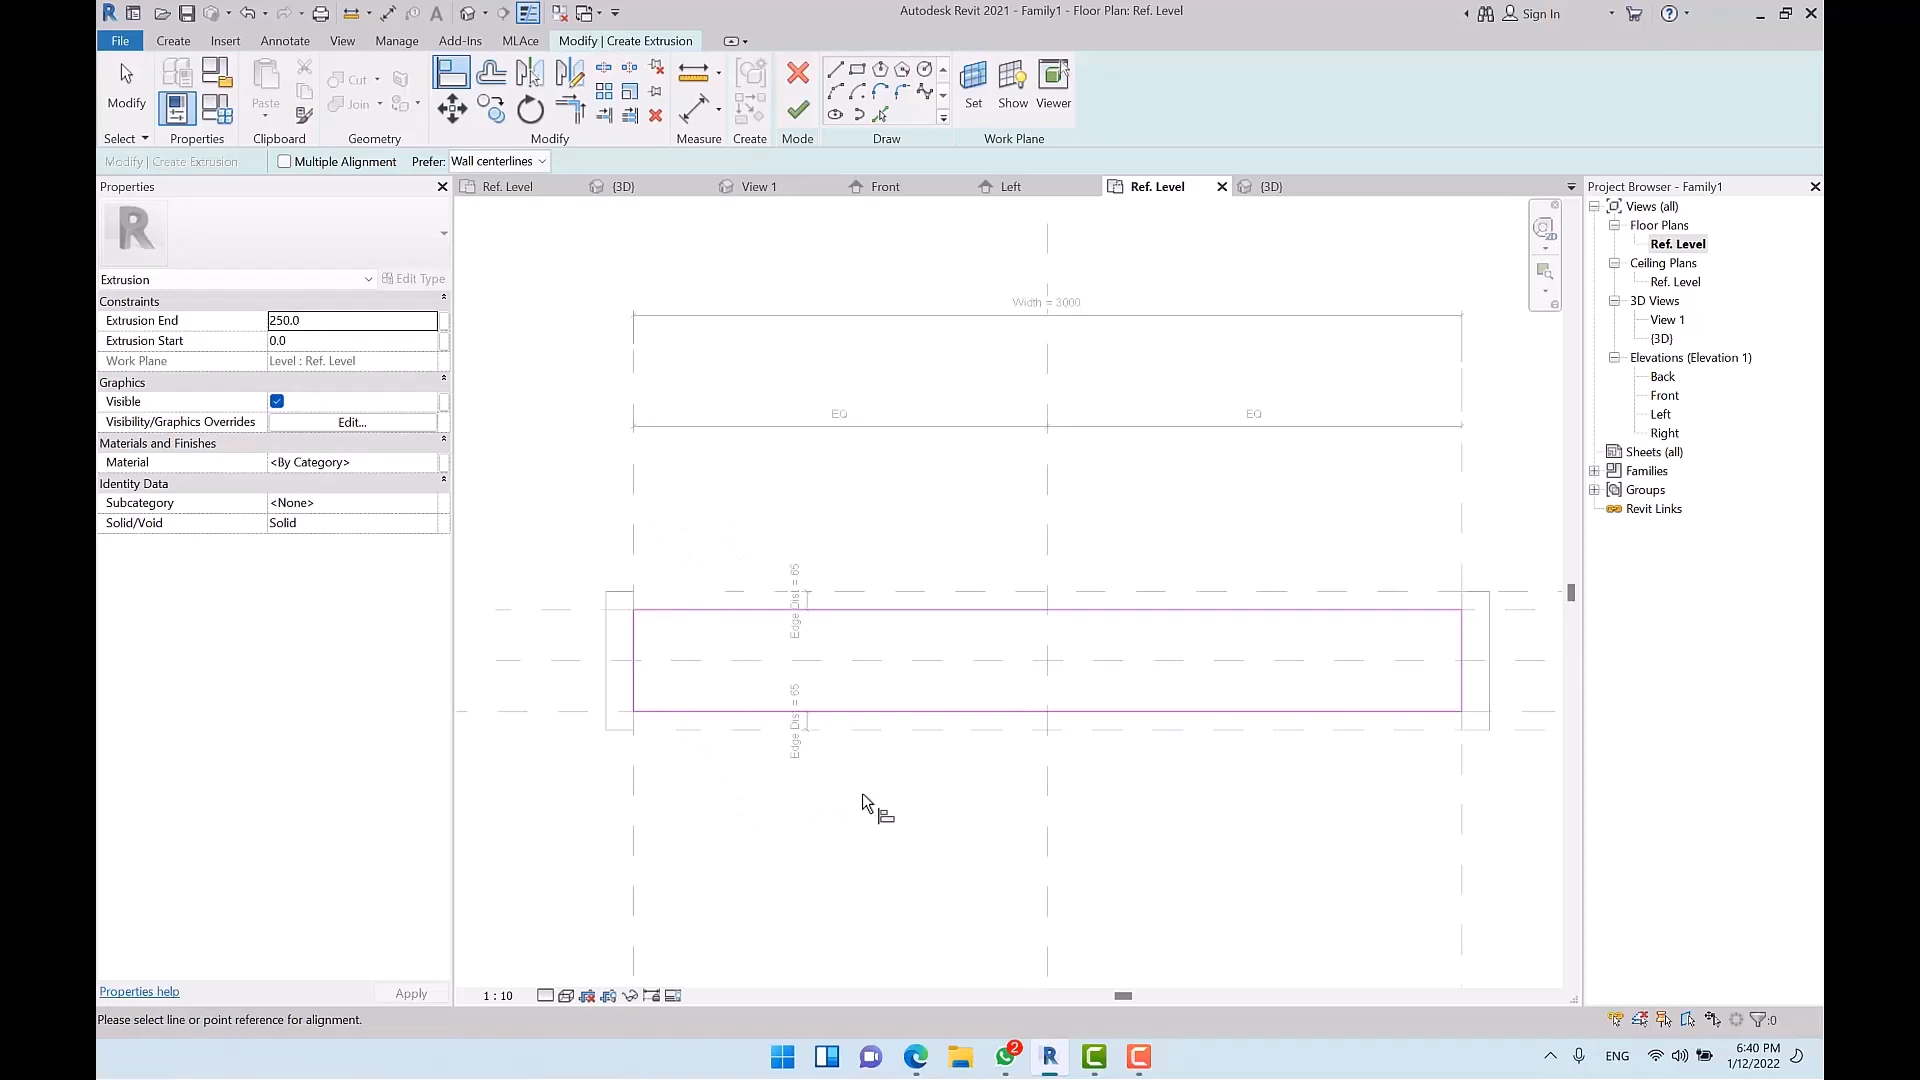 Autodesk Revit 2021 - Family1 - Floor Plan: Ref. Level
Sign In
File Create Insert Annotate View Manage Add-Ins MLAce Modify | Create Extrusion
Modify
Paste
Cut
Join
Set Show Viewer
Select Properties Clipboard Geometry Modify Measure Create Mode Draw Work Plane
Modify | Create Extrusion Multiple Alignment Prefer: Wall centerlines
Properties
Ref. Level {3D} View 1 Front Left Ref. Level {3D}
Project Browser - Family1
R
Extrusion
Edit Type
Constraints
Extrusion End 250.0
Extrusion Start 0.0
Work Plane Level : Ref. Level
Graphics
Visible
Visibility/Graphics Overrides Edit...
Materials and Finishes
Material <By Category>
Identity Data
Subcategory <None>
Solid/Void Solid
Width = 3000
EQ EQ
Edge Dist = 65
Edge Dist = 65
2D
Views (all)
Floor Plans
Ref. Level
Ceiling Plans
Ref. Level
3D Views
View 1
{3D}
Elevations (Elevation 1)
Back
Front
Left
Right
Sheets (all)
Families
Groups
Revit Links
Properties help Apply
1 : 10
Please select line or point reference for alignment.
:0
2
ENG
6:40 PM
1/12/2022